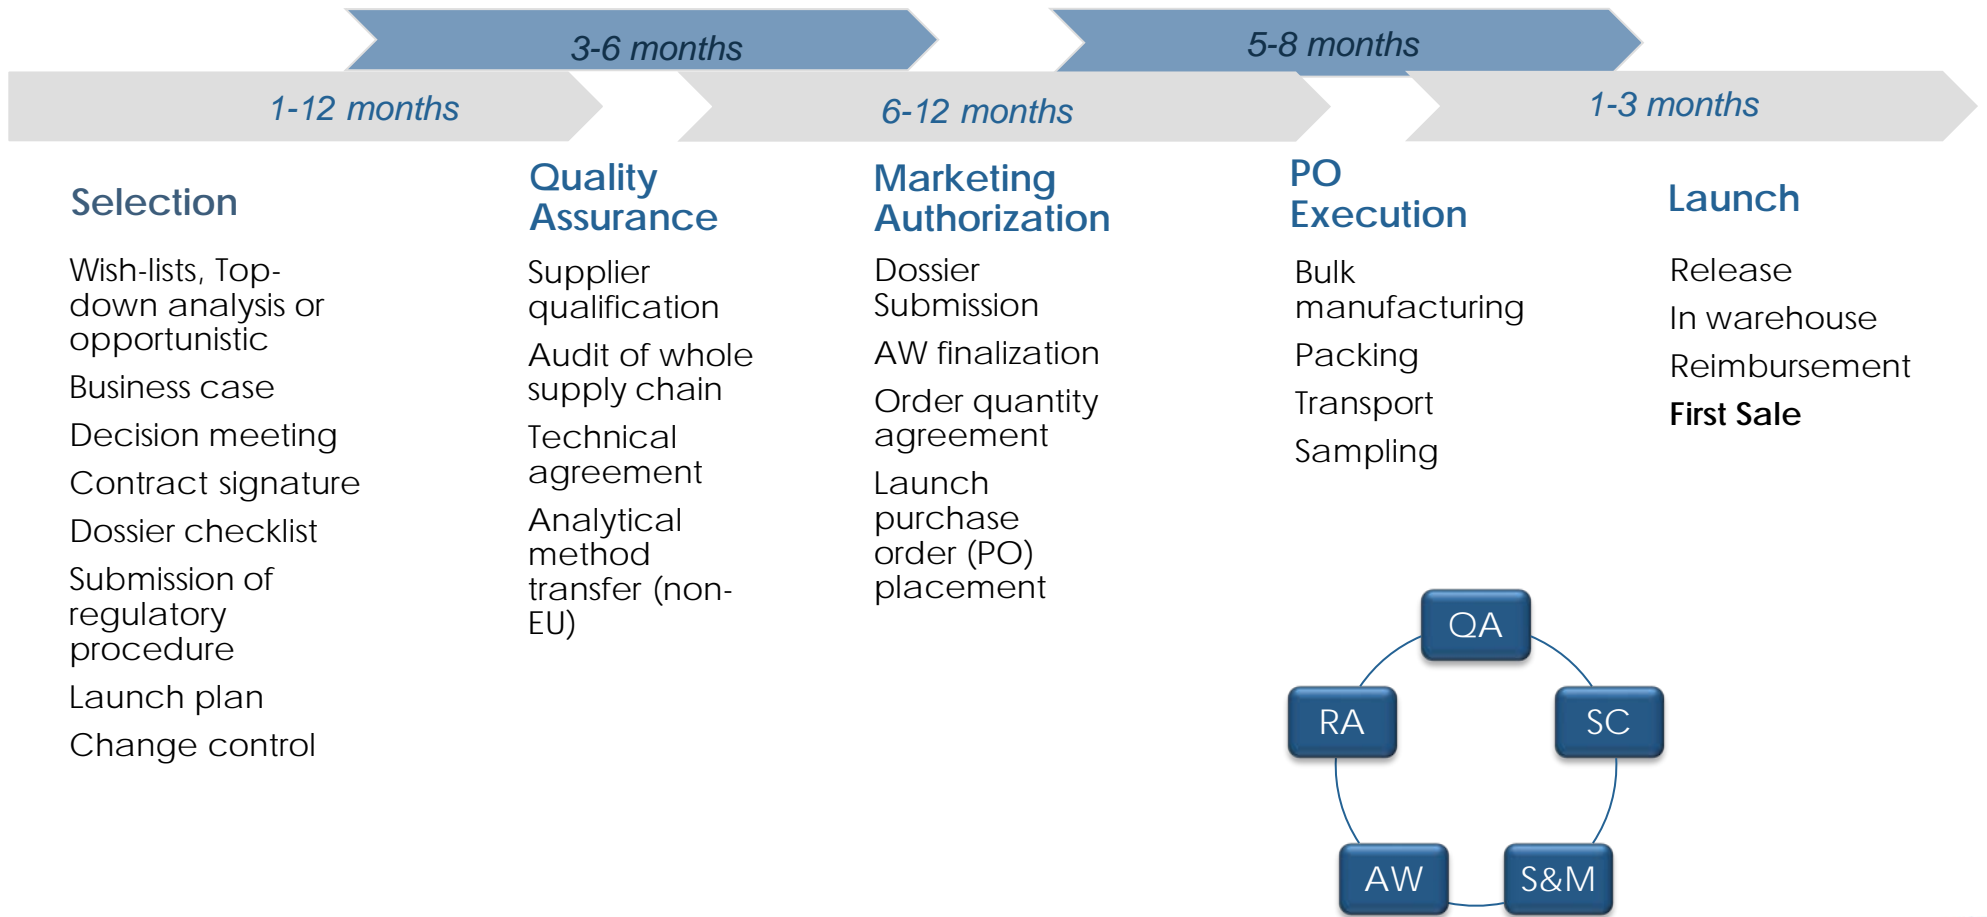 3-6 months
5-8 months
1-12 months
6-12 months
1-3 months
Selection
Wish-lists, Top-
down analysis or
opportunistic
Business case
Decision meeting
Contract signature
Dossier checklist
Submission of
regulatory
procedure
Launch plan
Change control
Quality
Assurance
Supplier
qualification
Audit of whole
supply chain
Technical
agreement
Analytical
method
transfer (non-
EU)
Marketing
Authorization
Dossier
Submission
AW finalization
Order quantity
agreement
Launch
purchase
order (PO)
placement
PO
Execution
Bulk
manufacturing
Packing
Transport
Sampling
Launch
Release
In warehouse
Reimbursement
First Sale
QA
RA
SC
AW
S&M